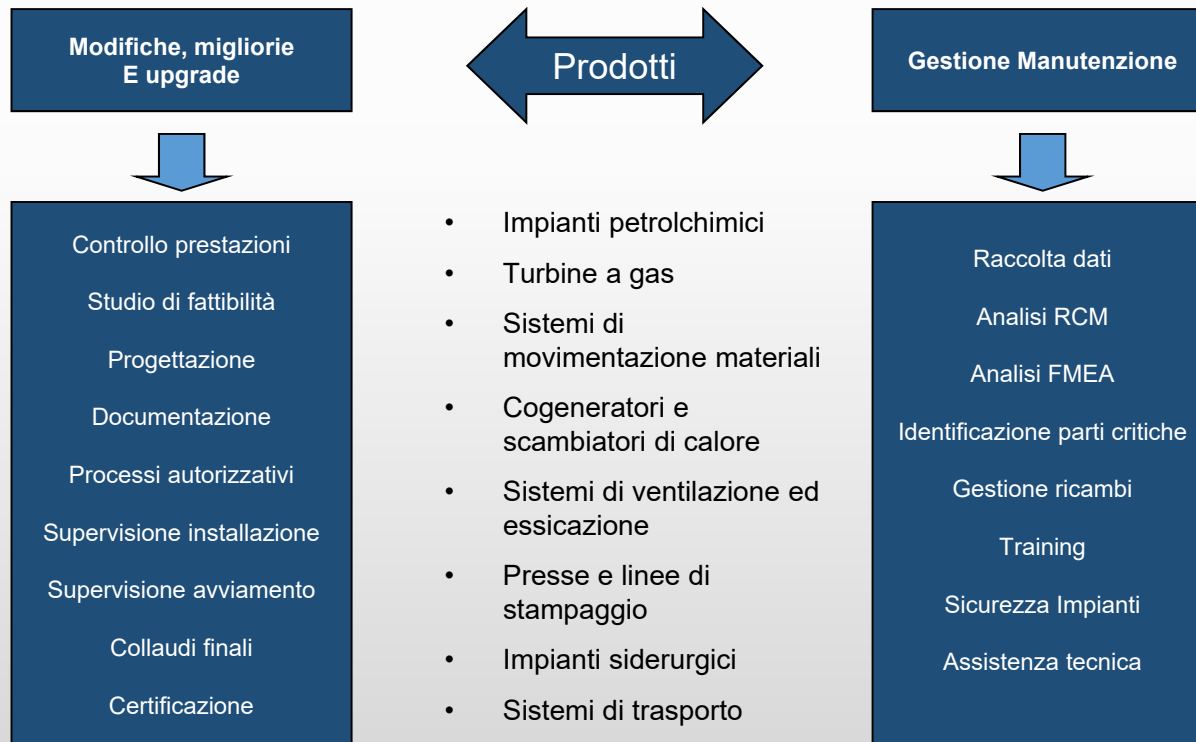 Modifiche, migliorie
E upgrade
Prodotti
Gestione Manutenzione
Controllo prestazioni
Studio di fattibilità
Progettazione
Documentazione
Processi autorizzativi
Supervisione installazione
Supervisione avviamento
Collaudi finali
Certificazione
• Impianti petrolchimici
• Turbine a gas
• Sistemi di
movimentazione materiali
• Cogeneratori e
scambiatori di calore
• Sistemi di ventilazione ed
essicazione
• Presse e linee di
stampaggio
• Impianti siderurgici
• Sistemi di trasporto
Raccolta dati
Analisi RCM
Analisi FMEA
Identificazione parti critiche
Gestione ricambi
Training
Sicurezza Impianti
Assistenza tecnica